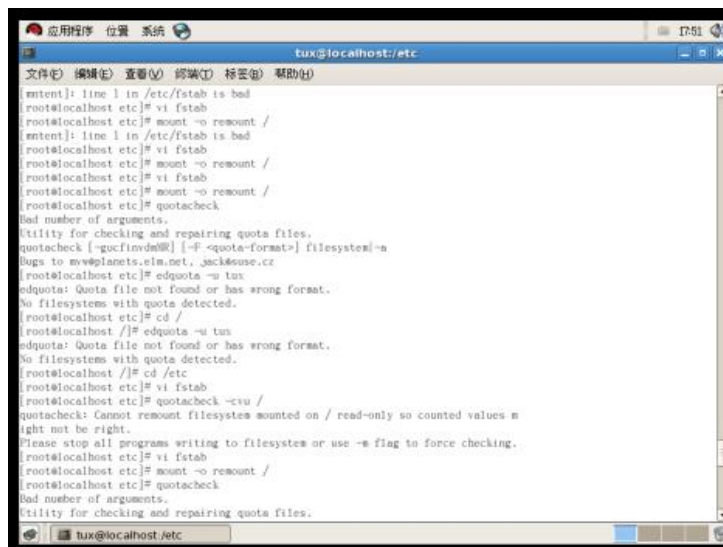 应用程序 位置 系统 17:51
tux@localhost:/etc
文件(F) 编辑(E) 查看(V) 终端(T) 标签(B) 帮助(H)
[mntent]: line 1 in /etc/fstab is bad
[root@localhost etc]# vi fstab
[root@localhost etc]# mount -o remount /
[mntent]: line 1 in /etc/fstab is bad
[root@localhost etc]# vi fstab
[root@localhost etc]# mount -o remount /
[root@localhost etc]# vi fstab
[root@localhost etc]# mount -o remount /
[root@localhost etc]# quotacheck
Bad number of arguments.
Utility for checking and repairing quota files.
quotacheck [-gucfinvdmMR] [-F <quota-format>] filesystem|-a
Bugs to mvw@planets.elm.net, jack@suse.cz
[root@localhost etc]# edquota -u tux
edquota: Quota file not found or has wrong format.
No filesystems with quota detected.
[root@localhost etc]# cd /
[root@localhost /]# edquota -u tux
edquota: Quota file not found or has wrong format.
No filesystems with quota detected.
[root@localhost /]# cd /etc
[root@localhost etc]# vi fstab
[root@localhost etc]# quotacheck -cvu /
quotacheck: Cannot remount filesystem mounted on / read-only so counted values m
ight not be right.
Please stop all programs writing to filesystem or use -m flag to force checking.
[root@localhost etc]# vi fstab
[root@localhost etc]# mount -o remount /
[root@localhost etc]# quotacheck
Bad number of arguments.
Utility for checking and repairing quota files.
tux@localhost:/etc